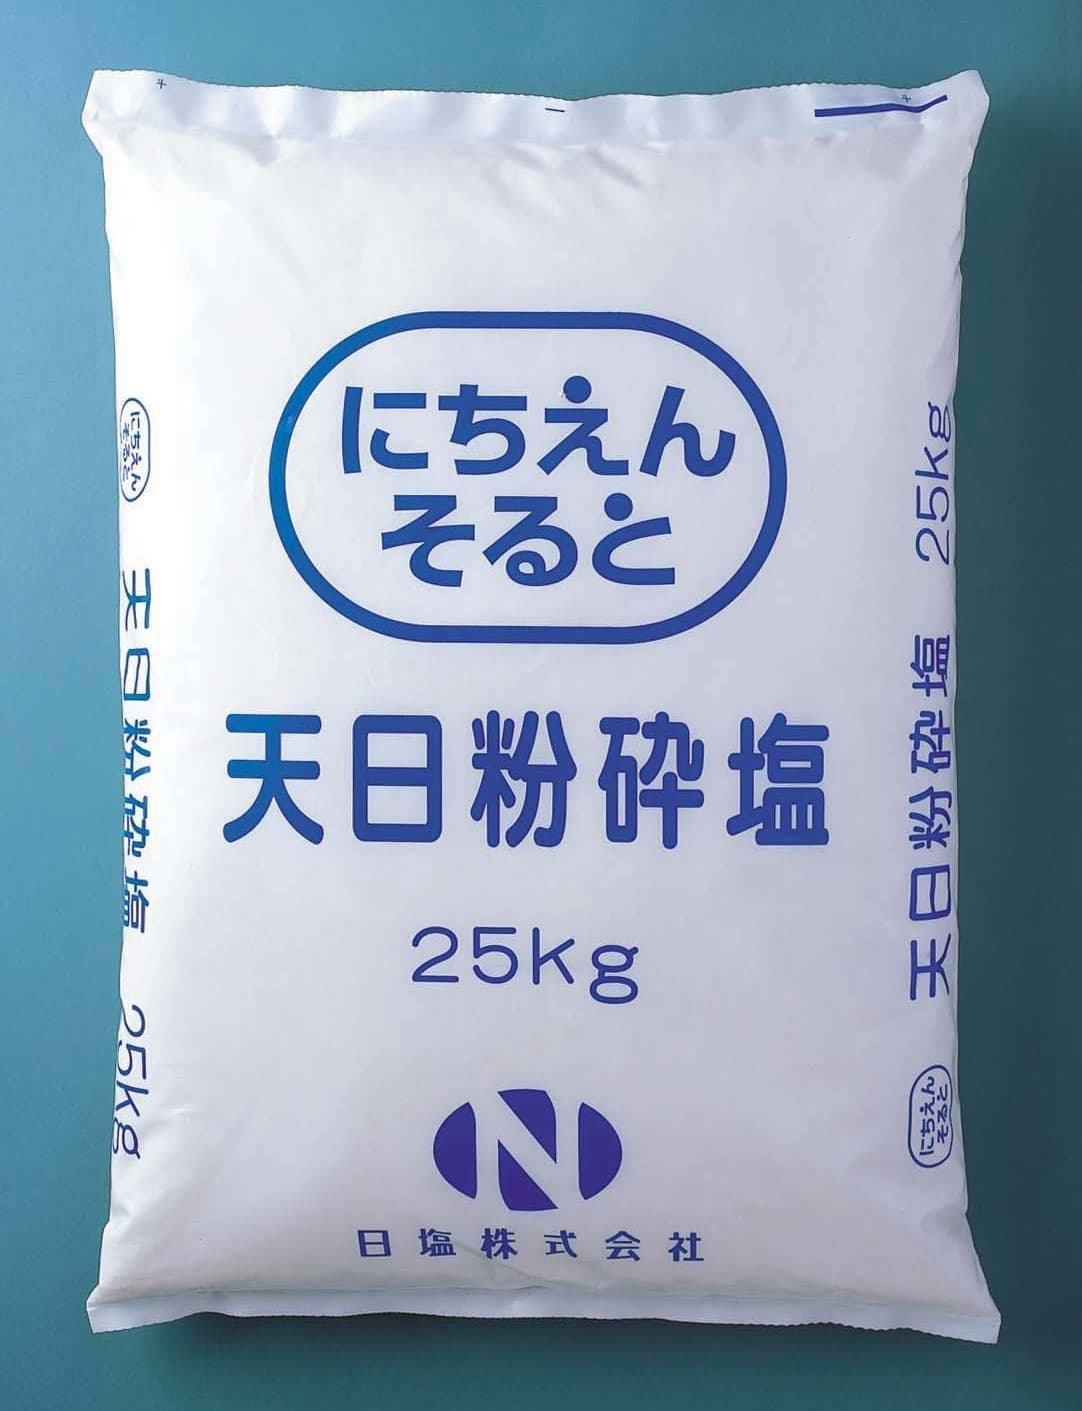 にちえん
そると
天日粉砕塩
25kg
N
日塩株式会社
にちえん
そると
天日粉砕塩 25kg
にちえん
そると
天日粉砕塩 25kg